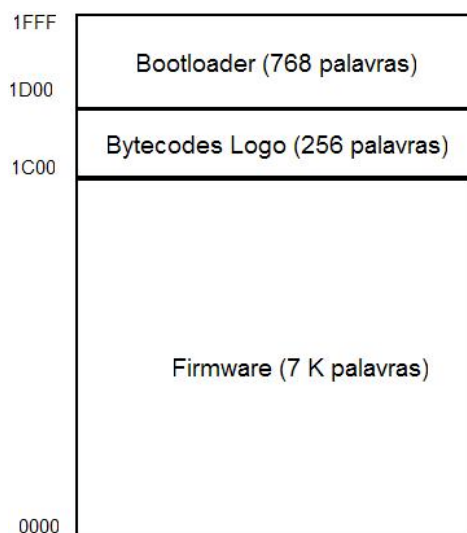 1FFF
Bootloader (768 palavras)
1D00
Bytecodes Logo (256 palavras)
1C00
Firmware (7 K palavras)
0000